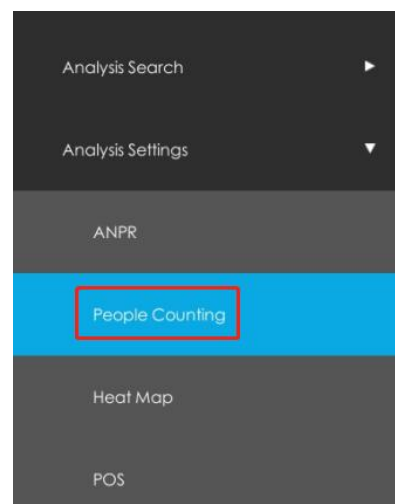 Analysis Search
Analysis Settings
ANPR
People Counting
Heat Map
POS